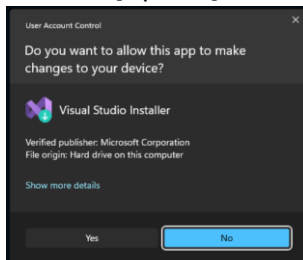 User Account Control
Do you want to allow this app to make
changes to your device?
Visual Studio Installer
Verified publisher: Microsoft Corporation
File origin: Hard drive on this computer
Show more details
Yes
No